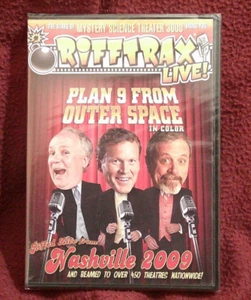 MYSTERY SCIENCE THEATER 3000
RIFFTRAX
LIVE!
PLAN 9 FROM
OUTER SPACE
IN COLOR
Nashville 2009
AND BEAMED TO OVER 450 THEATRES NATIONWIDE!